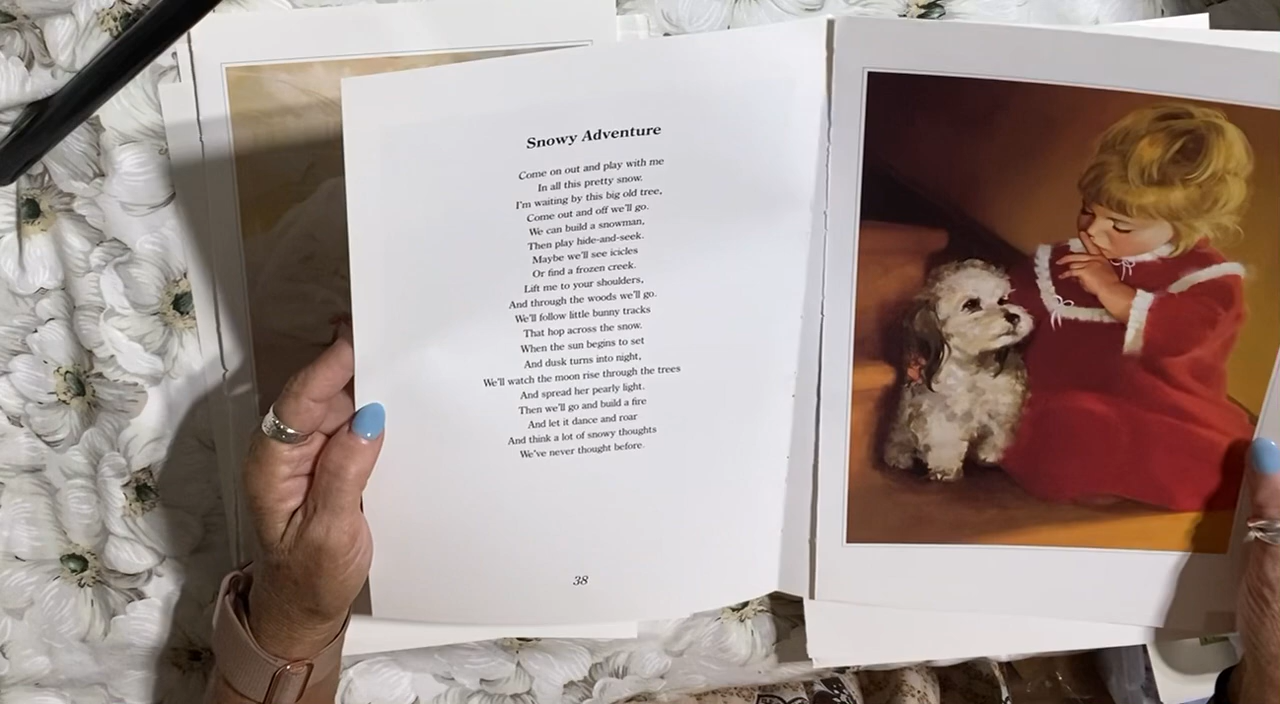 Snowy Adventure
Come on out and play with me
In all this pretty snow.
I'm waiting by this big old tree,
Come out and off we'll go.
We can build a snowman,
Then play hide-and-seek.
Maybe we'll see icicles
Or find a frozen creek.
Lift me to your shoulders,
And through the woods we'll go.
We'll follow little bunny tracks
That hop across the snow.
When the sun begins to set
And dusk turns into night,
We'll watch the moon rise through the trees
And spread her pearly light.
Then we'll go and build a fire
And let it dance and roar
And think a lot of snowy thoughts
We've never thought before.
38